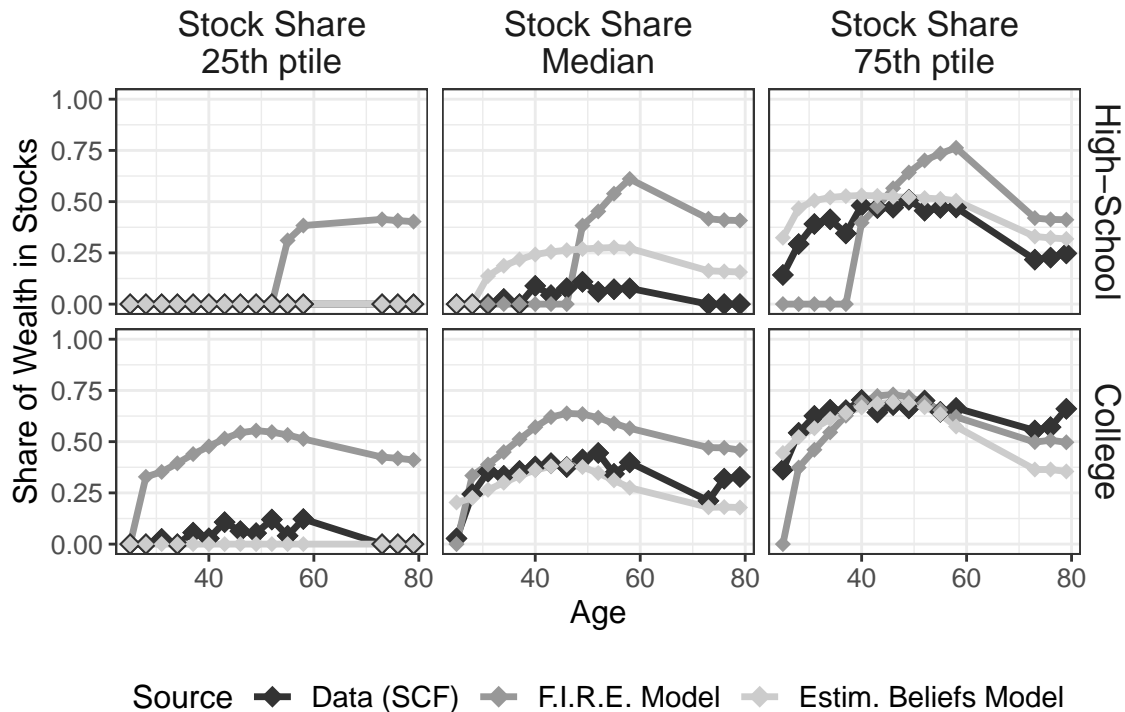 Stock Share
25th ptile
Stock Share
Median
Stock Share
75th ptile
Share of Wealth in Stocks
1.00
0.75
0.50
0.25
0.00
High−School
1.00
0.75
0.50
0.25
0.00
College
40
60
80
40
60
80
40
60
80
Age
Source
Data (SCF)
F.I.R.E. Model
Estim. Beliefs Model